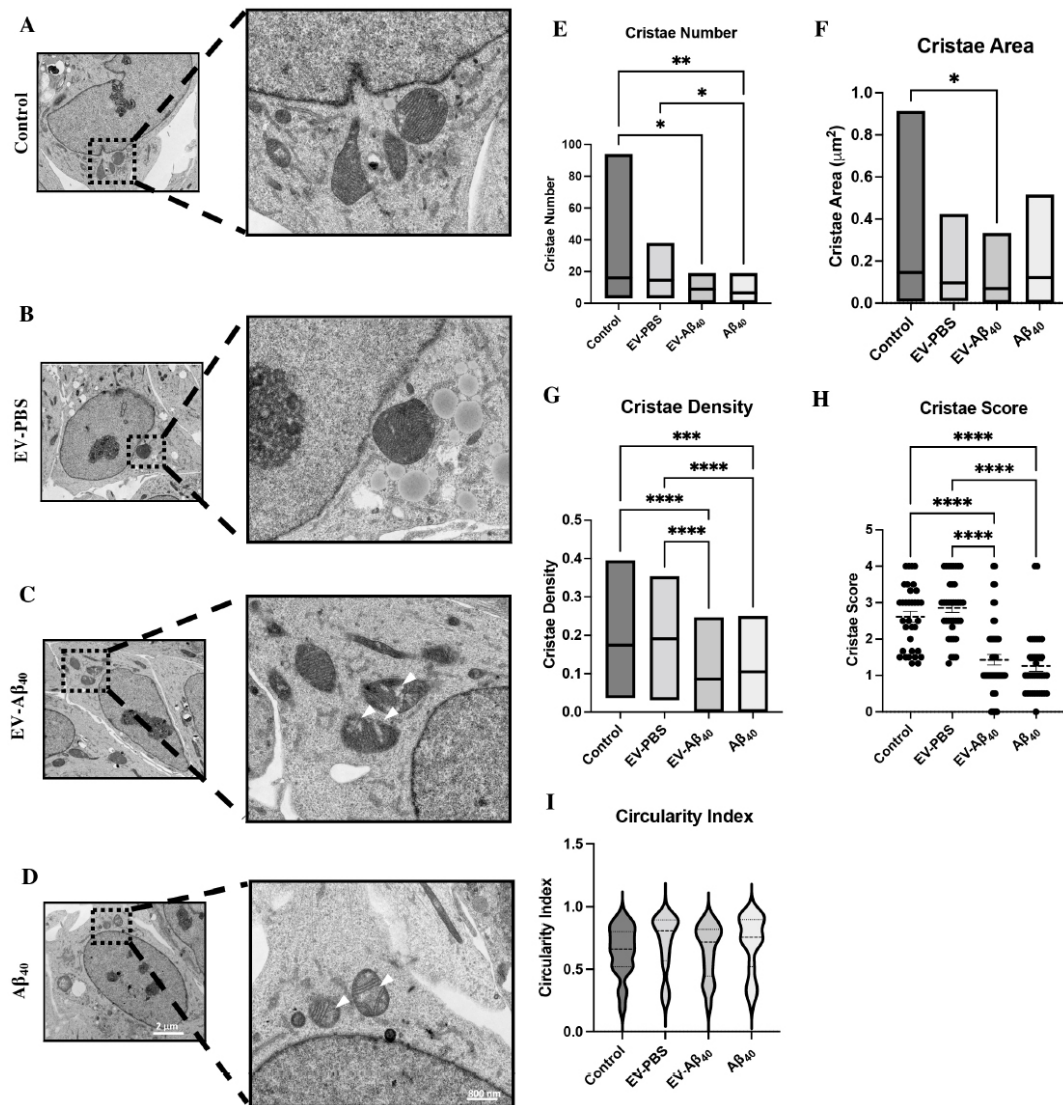 A
Control
B
EV-PBS
C
EV-Aβ40
D
Aβ40
2 μm
800 nm
E
Cristae Number
**
*
*
Cristae Number
100
80
60
40
20
0
Control
EV-PBS
EV-Aβ40
Aβ40
F
Cristae Area
*
Cristae Area (μm²)
1.0
0.8
0.6
0.4
0.2
0.0
Control
EV-PBS
EV-Aβ40
Aβ40
G
Cristae Density
***
****
****
****
Cristae Density
0.5
0.4
0.3
0.2
0.1
0.0
Control
EV-PBS
EV-Aβ40
Aβ40
H
Cristae Score
****
****
****
****
Cristae Score
5
4
3
2
1
0
Control
EV-PBS
EV-Aβ40
Aβ40
I
Circularity Index
Circularity Index
1.5
1.0
0.5
0.0
Control
EV-PBS
EV-Aβ40
Aβ40